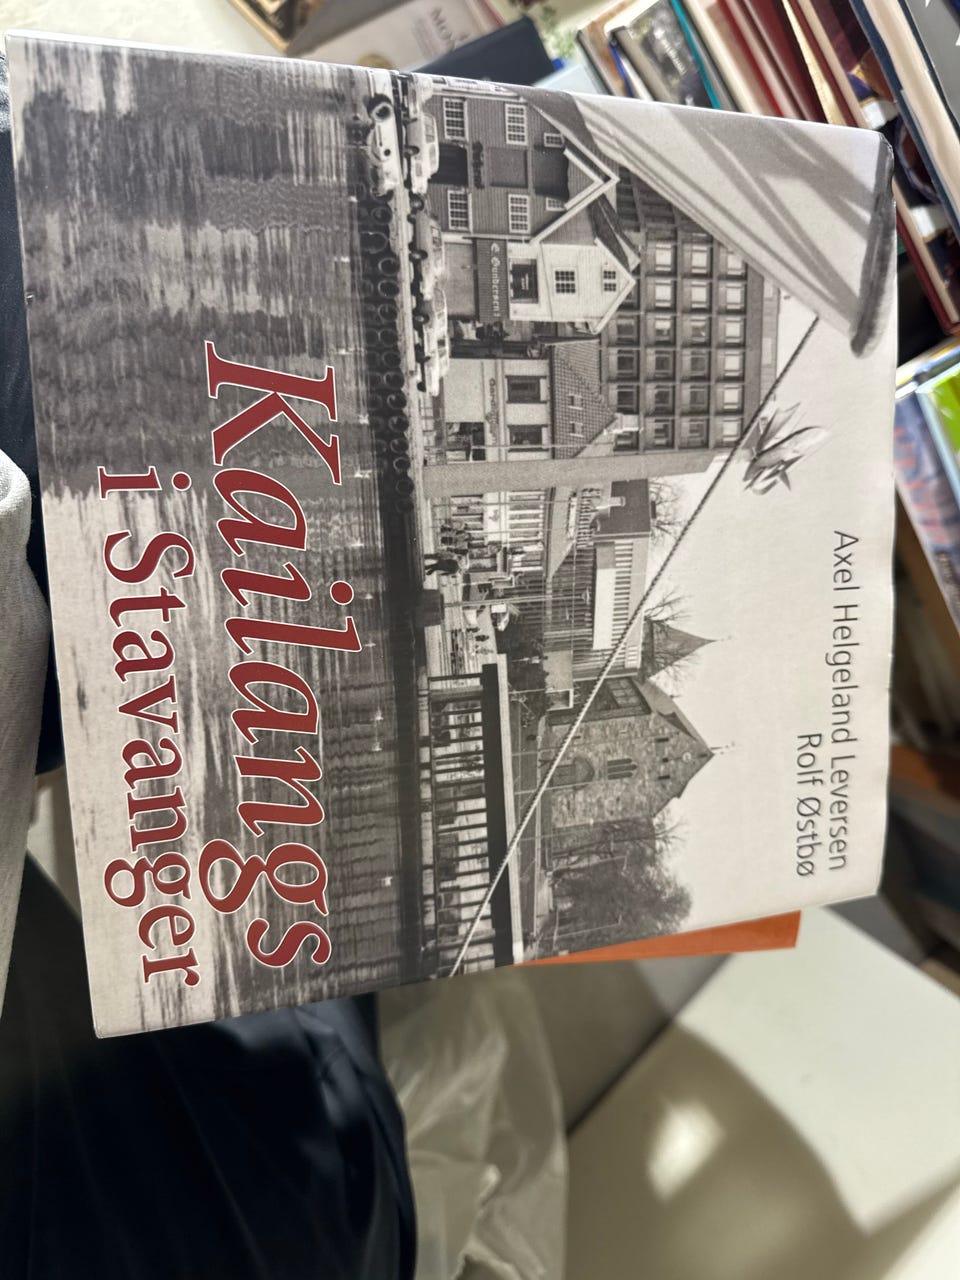 Axel Helgeland Leversen
Rolf Østbø
Kailangs
i Stavanger